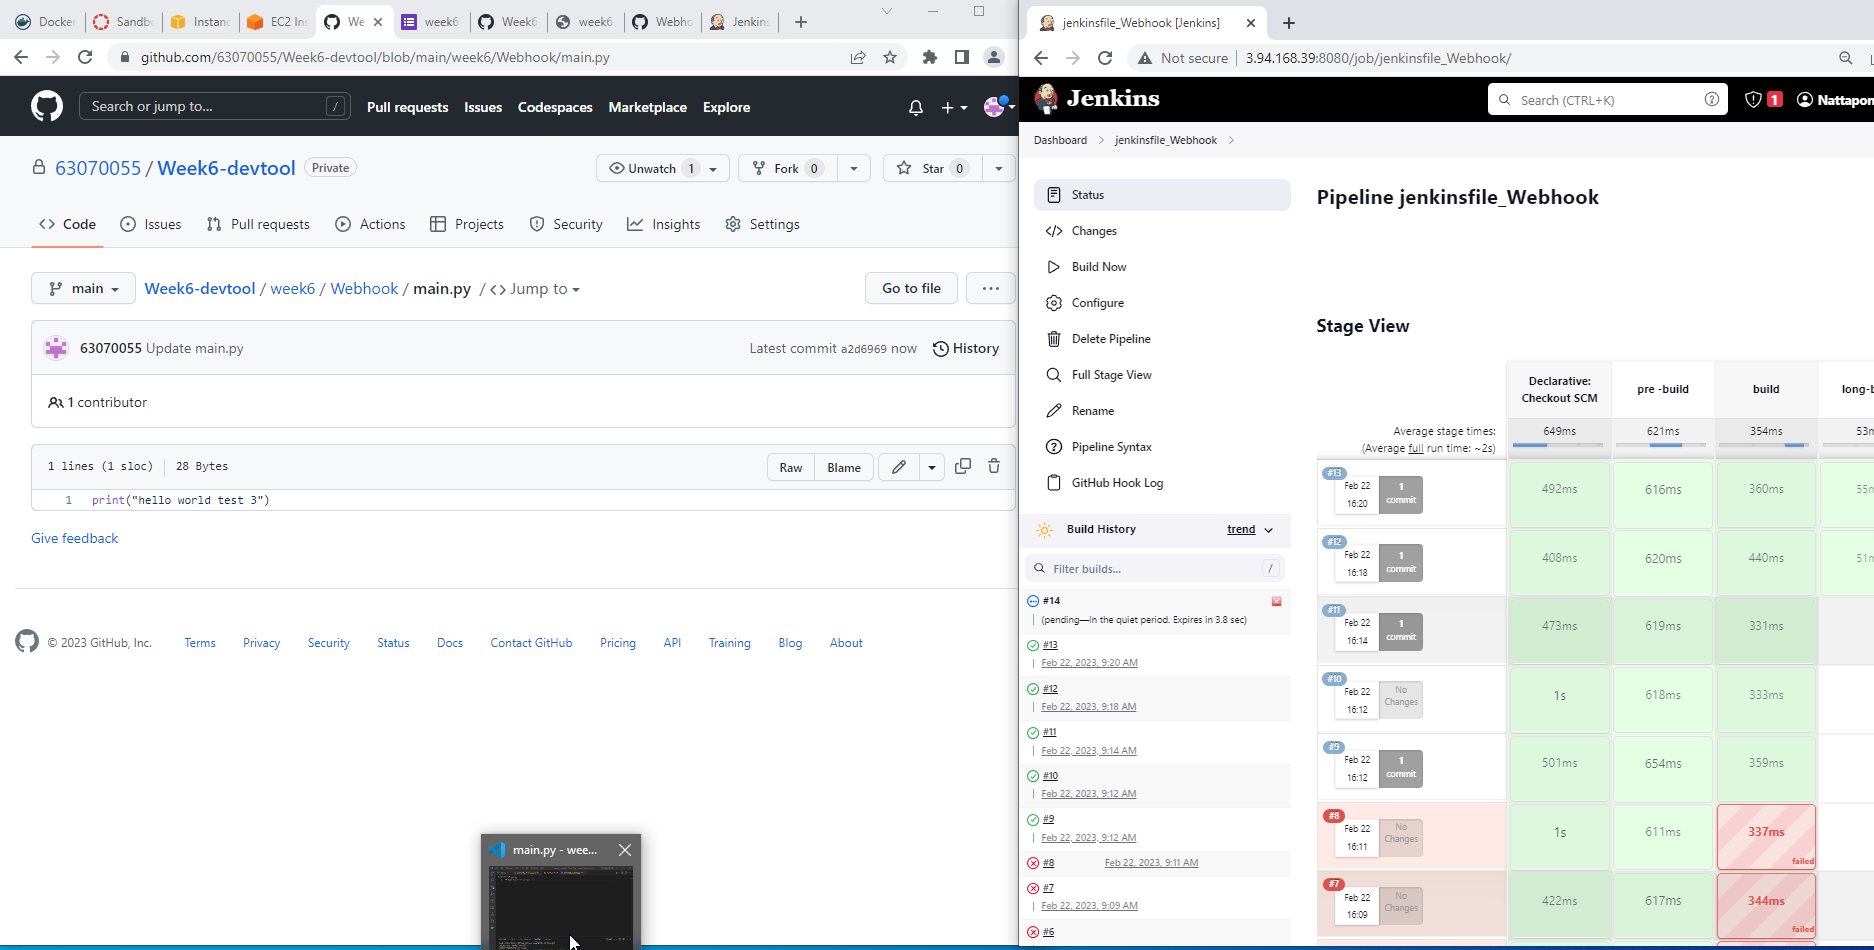 Docker
Sandb
Instanc
EC2 Ins
We
week6
Week6
week6
Webho
Jenkins
github.com/63070055/Week6-devtool/blob/main/week6/Webhook/main.py
Search or jump to... /
Pull requests Issues Codespaces Marketplace Explore
63070055 / Week6-devtool Private
Unwatch 1 Fork 0 Star 0
Code Issues Pull requests Actions Projects Security Insights Settings
main Week6-devtool / week6 / Webhook / main.py / <> Jump to Go to file ...
63070055 Update main.py Latest commit a2d6969 now History
1 contributor
1 lines (1 sloc) 28 Bytes Raw Blame
1 print("hello world test 3")
Give feedback
© 2023 GitHub, Inc. Terms Privacy Security Status Docs Contact GitHub Pricing API Training Blog About
main.py - wee...
jenkinsfile_Webhook [Jenkins]
Not secure 3.94.168.39:8080/job/jenkinsfile_Webhook/
Jenkins Search (CTRL+K) ? 1 Nattapon
Dashboard jenkinsfile_Webhook
Status
Changes
Build Now
Configure
Delete Pipeline
Full Stage View
Rename
Pipeline Syntax
GitHub Hook Log
Build History trend
Filter builds... /
#14
(pending—In the quiet period. Expires in 3.8 sec)
#13
Feb 22, 2023, 9:20 AM
#12
Feb 22, 2023, 9:18 AM
#11
Feb 22, 2023, 9:14 AM
#10
Feb 22, 2023, 9:12 AM
#9
Feb 22, 2023, 9:12 AM
#8 Feb 22, 2023, 9:11 AM
#7
Feb 22, 2023, 9:09 AM
#6
Pipeline jenkinsfile_Webhook
Stage View
Declarative: Checkout SCM pre -build build long-b
Average stage times: 649ms 621ms 354ms 53m
(Average full run time: ~2s)
#13
Feb 22 16:20 1 commit 492ms 616ms 360ms 55m
#12
Feb 22 16:18 1 commit 408ms 620ms 440ms 51m
#11
Feb 22 16:14 1 commit 473ms 619ms 331ms
#10
Feb 22 16:12 No Changes 1s 618ms 333ms
#9
Feb 22 16:12 1 commit 501ms 654ms 359ms
#8
Feb 22 16:11 No Changes 1s 611ms 337ms failed
#7
Feb 22 16:09 No Changes 422ms 617ms 344ms failed